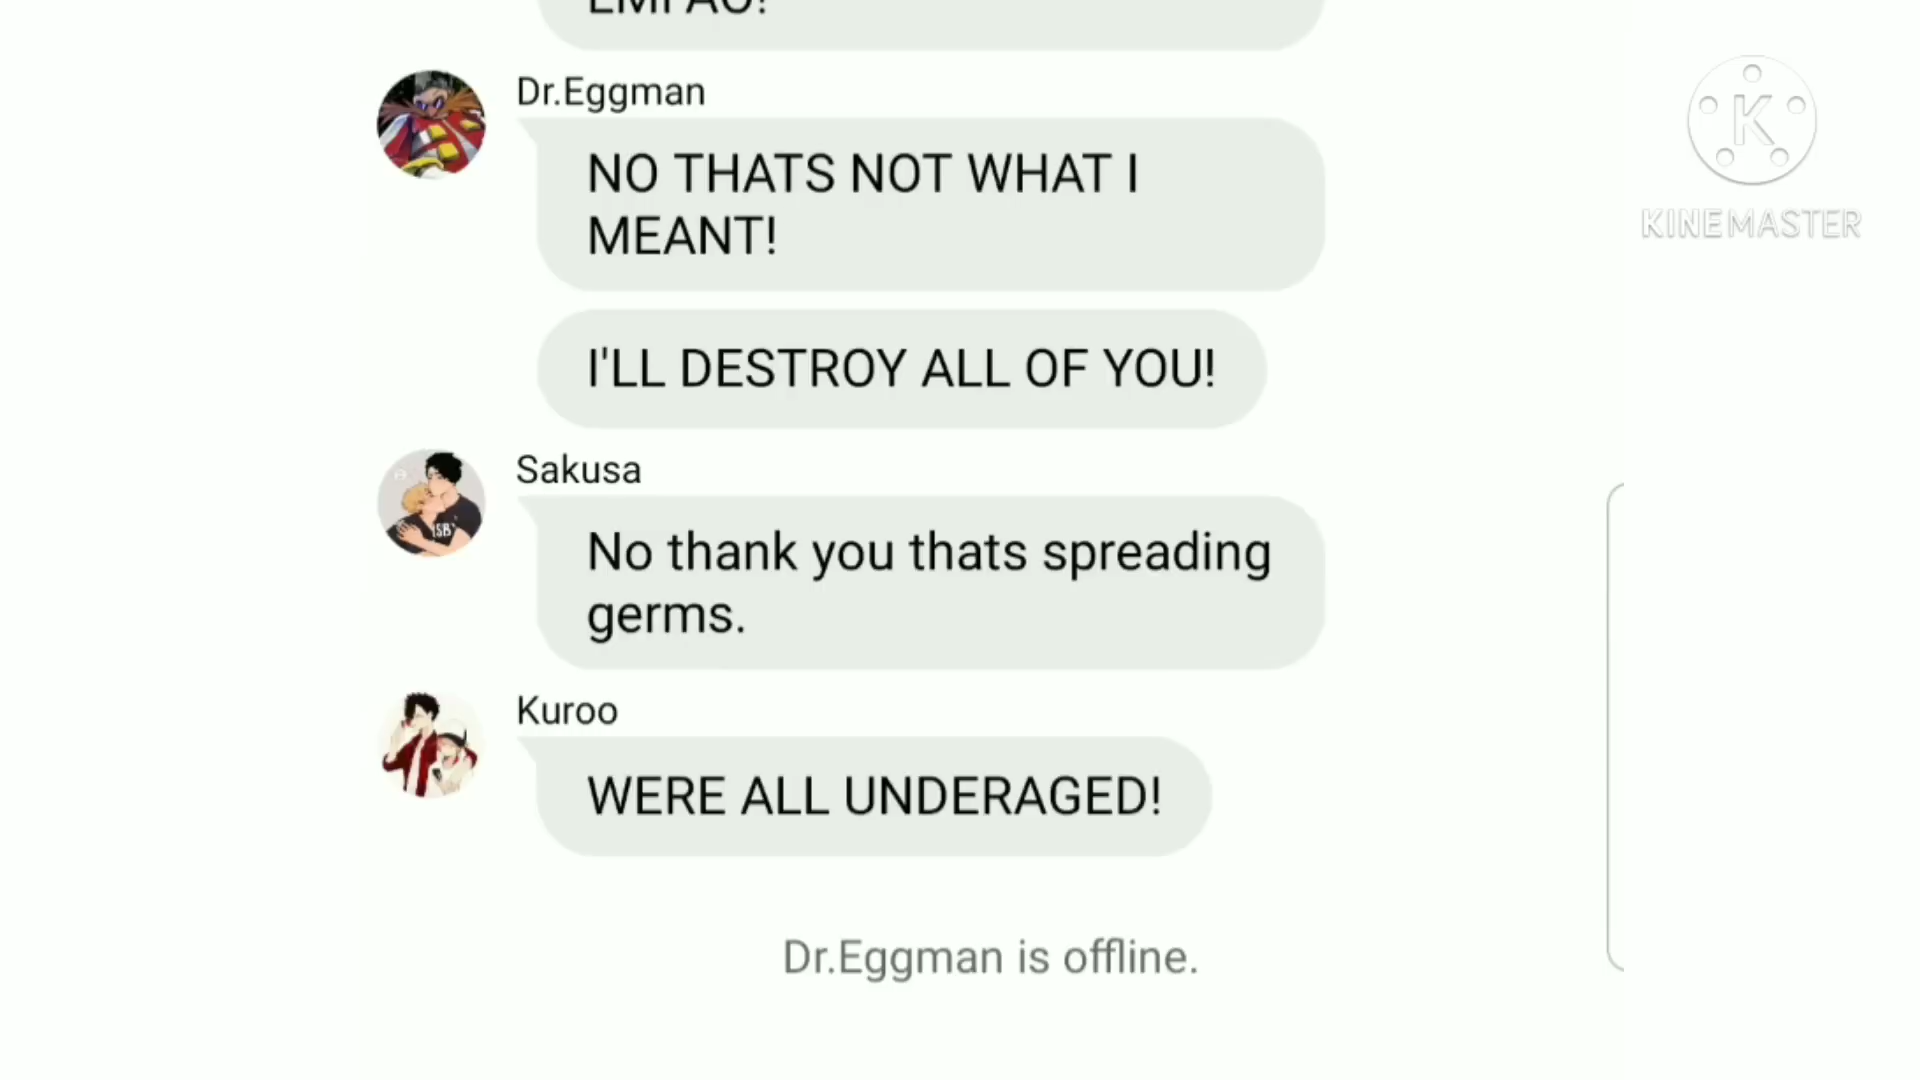 Dr.Eggman
NO THATS NOT WHAT I
MEANT!
I'LL DESTROY ALL OF YOU!
Sakusa
No thank you thats spreading
germs.
Kuroo
WERE ALL UNDERAGED!
Dr.Eggman is offline.
K
KINEMASTER